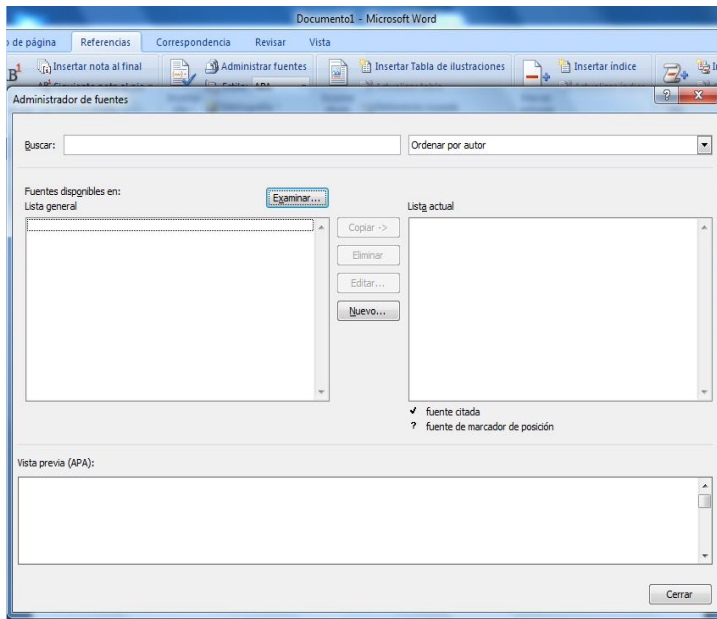 Documento1 - Microsoft Word
o de página Referencias Correspondencia Revisar Vista
B1 Insertar nota al final Administrar fuentes Insertar Tabla de ilustraciones Insertar índice
Administrador de fuentes
Buscar: Ordenar por autor
Fuentes disponibles en:
Lista general
Examinar...
Lista actual
Copiar ->
Eliminar
Editar...
Nuevo...
✓ fuente citada
? fuente de marcador de posición
Vista previa (APA):
Cerrar